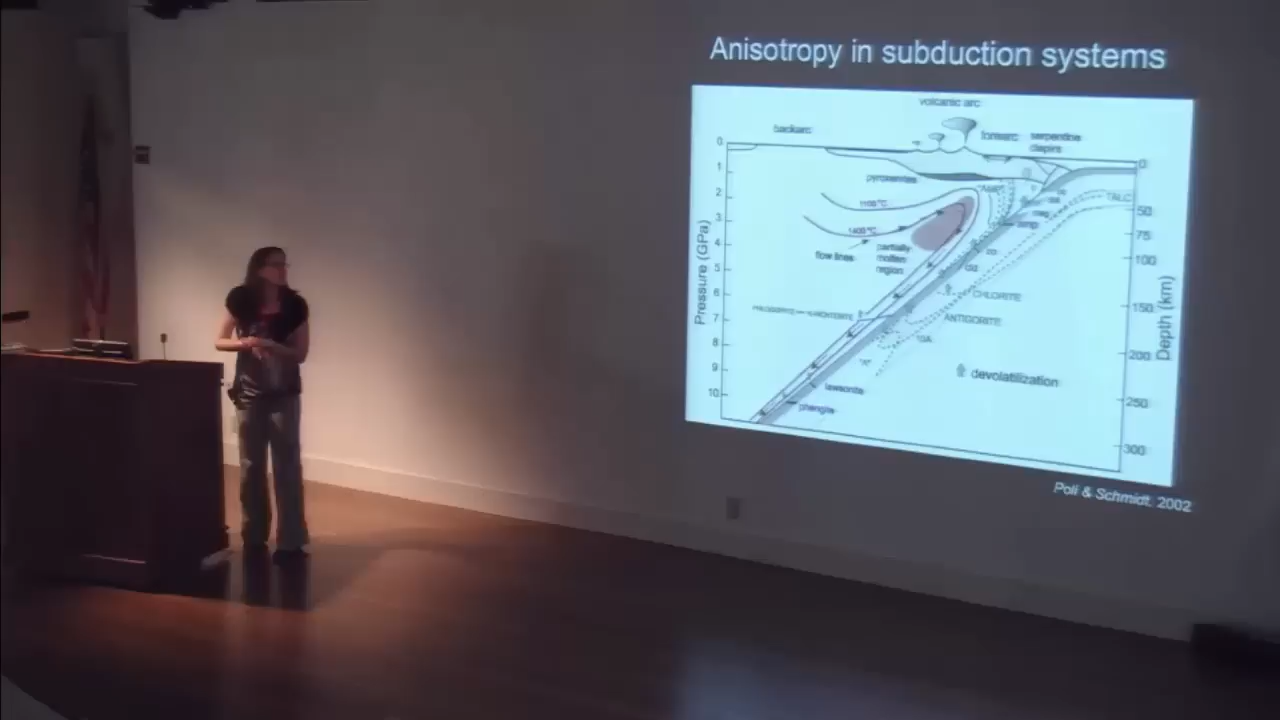 Anisotropy in subduction systems
volcanic arc
backarc
forearc
serpentine
diapirs
0
1
2
3
4
5
6
7
8
9
10
Pressure (GPa)
pyroxenites
1100 °C
1400 °C
flow lines
partially
molten
region
TALC
CHLORITE
ANTIGORITE
"A"
lawsonite
phengite
devolatilization
0
50
75
100
150
200
250
300
Depth (km)
Poli & Schmidt, 2002